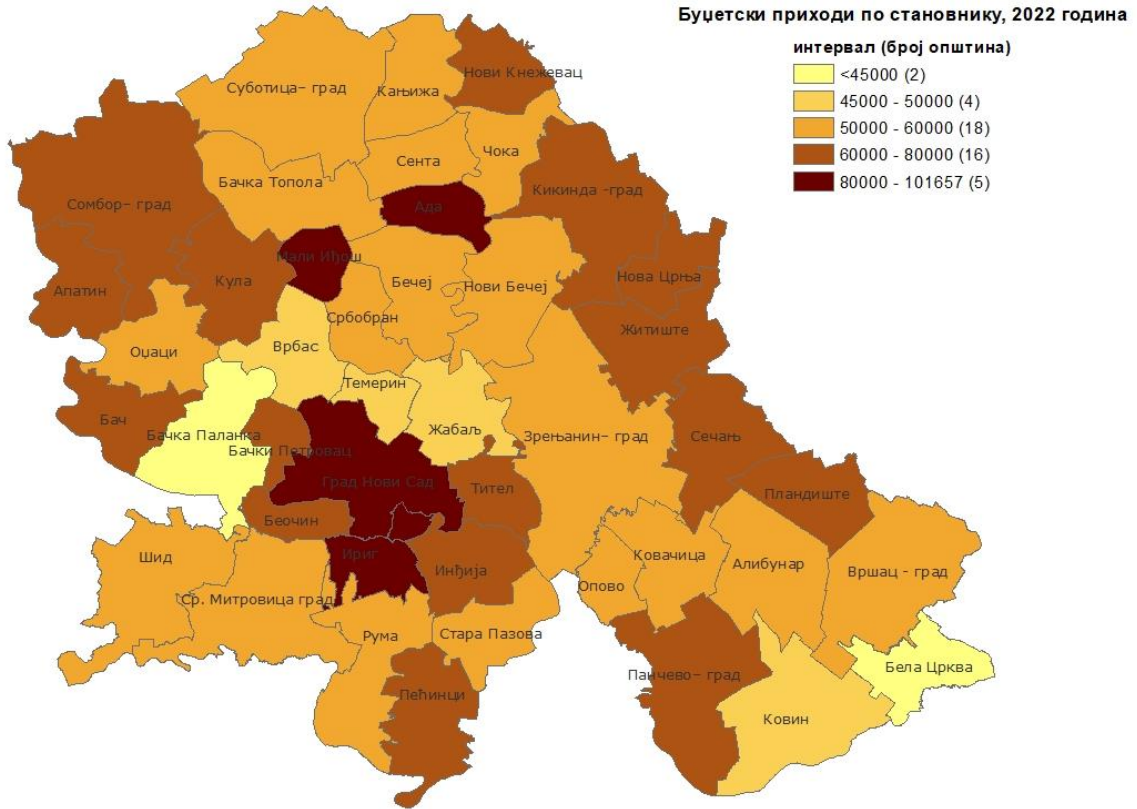 Буџетски приходи по становнику, 2022 година
интервал (број општина)
<45000 (2)
45000 - 50000 (4)
50000 - 60000 (18)
60000 - 80000 (16)
80000 - 101657 (5)
Нови Кнежевац
Суботица- град
Кањижа
Чока
Сента
Бачка Топола
Кикинда -град
Сомбор- град
Ада
Мали Иђош
Нова Црња
Кула
Бечеј
Нови Бечеј
Апатин
Србобран
Житиште
Врбас
Оџаци
Темерин
Бач
Жабаљ
Бачка Паланка
Зрењанин- град
Сечањ
Бачки Петровац
Град Нови Сад
Тител
Пландиште
Беочин
Ириг
Ковачица
Шид
Алибунар
Инђија
Вршац - град
Опово
Ср. Митровица град
Рума
Стара Пазова
Бела Црква
Панчево- град
Пећинци
Ковин